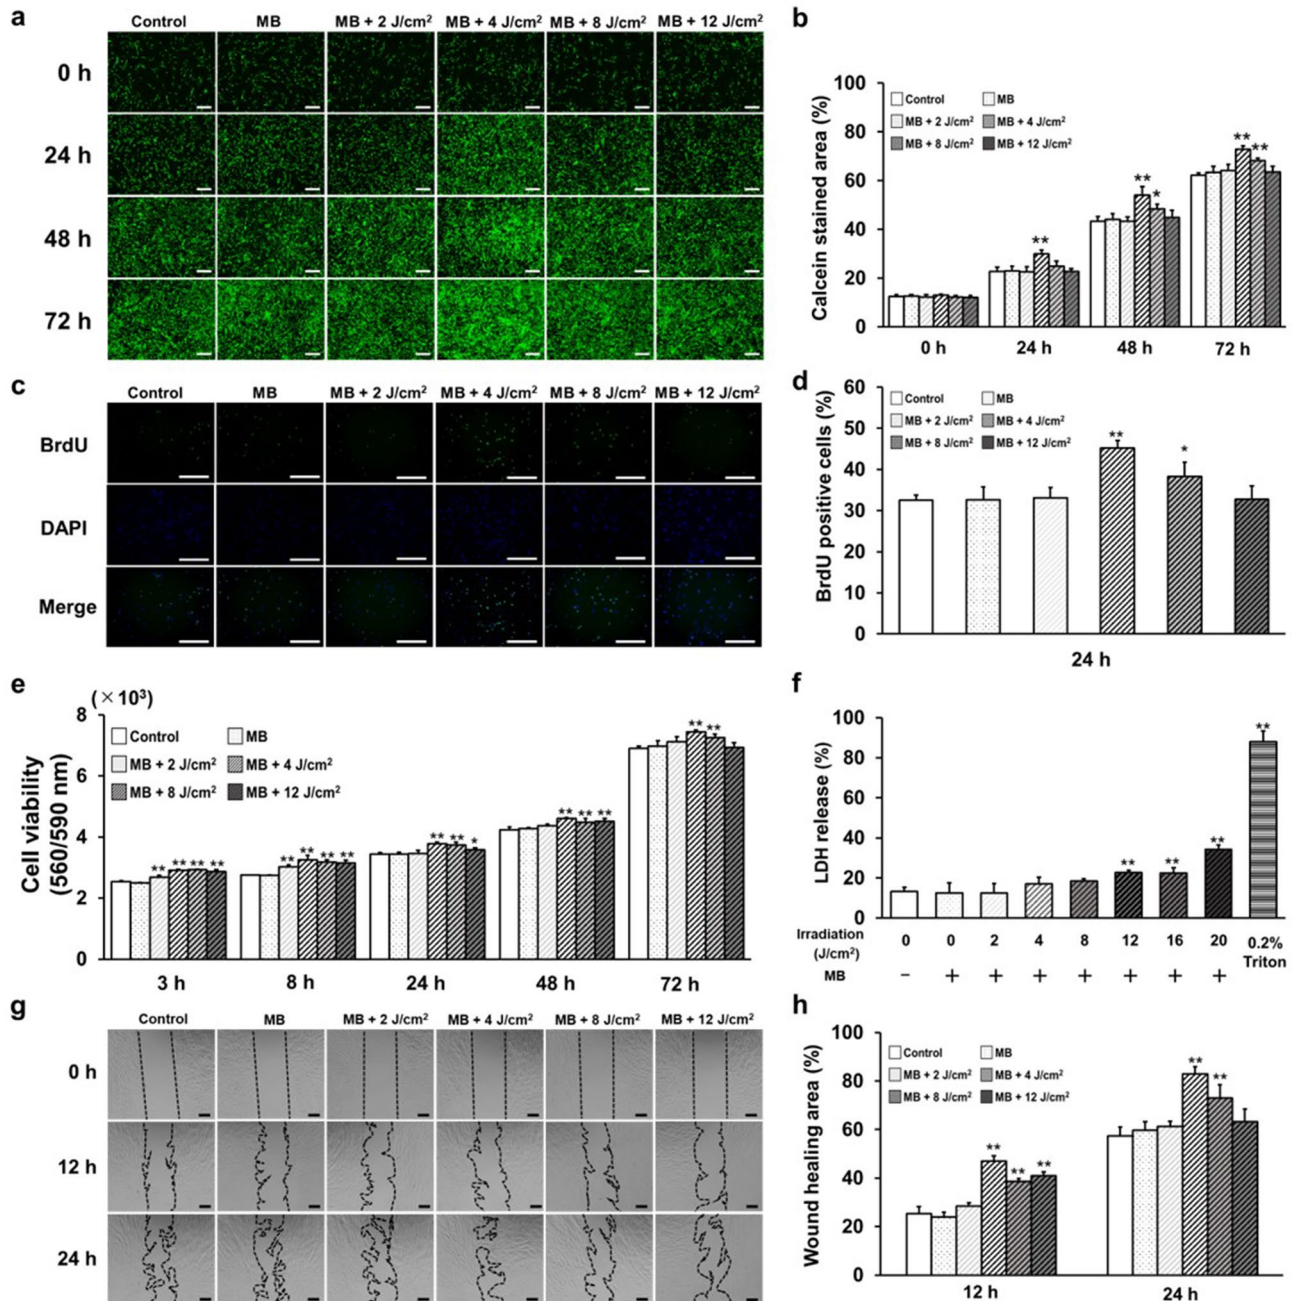 a
Control MB MB + 2 J/cm² MB + 4 J/cm² MB + 8 J/cm² MB + 12 J/cm²
0 h
24 h
48 h
72 h
b
Calcein stained area (%)
100
80
60
40
20
0
Control MB
MB + 2 J/cm² MB + 4 J/cm²
MB + 8 J/cm² MB + 12 J/cm²
** ** * ** **
0 h 24 h 48 h 72 h
c
Control MB MB + 2 J/cm² MB + 4 J/cm² MB + 8 J/cm² MB + 12 J/cm²
BrdU
DAPI
Merge
d
BrdU positive cells (%)
60
50
40
30
20
10
0
Control MB
MB + 2 J/cm² MB + 4 J/cm²
MB + 8 J/cm² MB + 12 J/cm²
** *
24 h
e
(×10³)
Cell viability
(560/590 nm)
8
6
4
2
0
Control MB
MB + 2 J/cm² MB + 4 J/cm²
MB + 8 J/cm² MB + 12 J/cm²
** ** ** ** ** ** ** ** ** ** * ** ** ** ** **
3 h 8 h 24 h 48 h 72 h
f
LDH release (%)
100
80
60
40
20
0
** ** ** **
Irradiation
(J/cm²)
0 0 2 4 8 12 16 20 0.2%
Triton
MB − + + + + + + +
g
Control MB MB + 2 J/cm² MB + 4 J/cm² MB + 8 J/cm² MB + 12 J/cm²
0 h
12 h
24 h
h
Wound healing area (%)
100
80
60
40
20
0
Control MB
MB + 2 J/cm² MB + 4 J/cm²
MB + 8 J/cm² MB + 12 J/cm²
** ** ** ** **
12 h 24 h